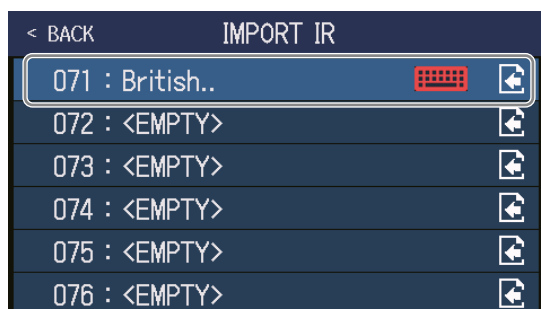 < BACK IMPORT IR
071 : British..
072 : <EMPTY>
073 : <EMPTY>
074 : <EMPTY>
075 : <EMPTY>
076 : <EMPTY>